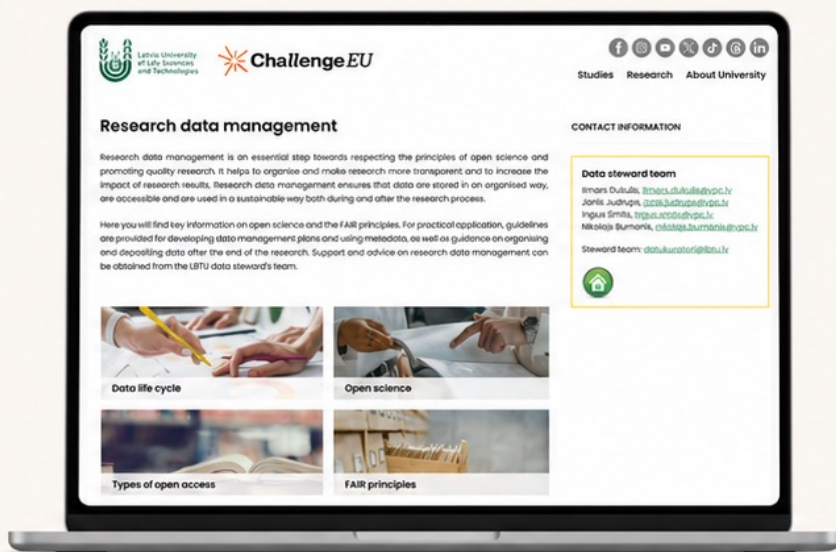 Latvia University
of Life Sciences
and Technologies
ChallengeEU
Studies Research About University
Research data management
CONTACT INFORMATION
Research data management is an essential step towards respecting the principles of open science and
promoting quality research. It helps to organise and make research more transparent and to increase the
impact of research results. Research data management ensures that data are stored in an organised way,
are accessible and are used in a sustainable way both during and after the research process.
Here you will find key information on open science and the FAIR principles. For practical application, guidelines
are provided for developing data management plans and using metadata, as well as guidance on organising
and depositing data after the end of the research. Support and advice on research data management can
be obtained from the LBTU data steward's team.
Data steward team
Ilmars Dukulis,
Janis Judrups,
Ingus Smits,
Nikolajs Bumanis,
Steward team: datukuratori@lbtu.lv
Data life cycle
Open science
Types of open access
FAIR principles